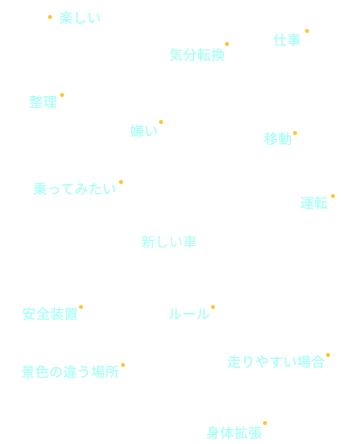 楽しい
仕事
気分転換
整理
嫌い
移動
乗ってみたい
運転
新しい車
安全装置
ルール
走りやすい場合
景色の違う場所
身体拡張